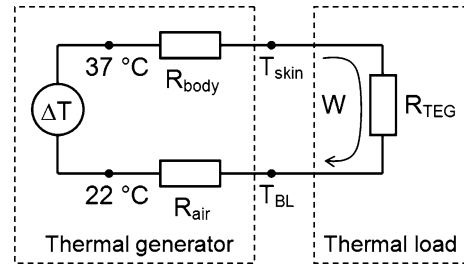 37 °C
R_body
T_skin
ΔT
W
R_TEG
22 °C
R_air
T_BL
Thermal generator
Thermal load